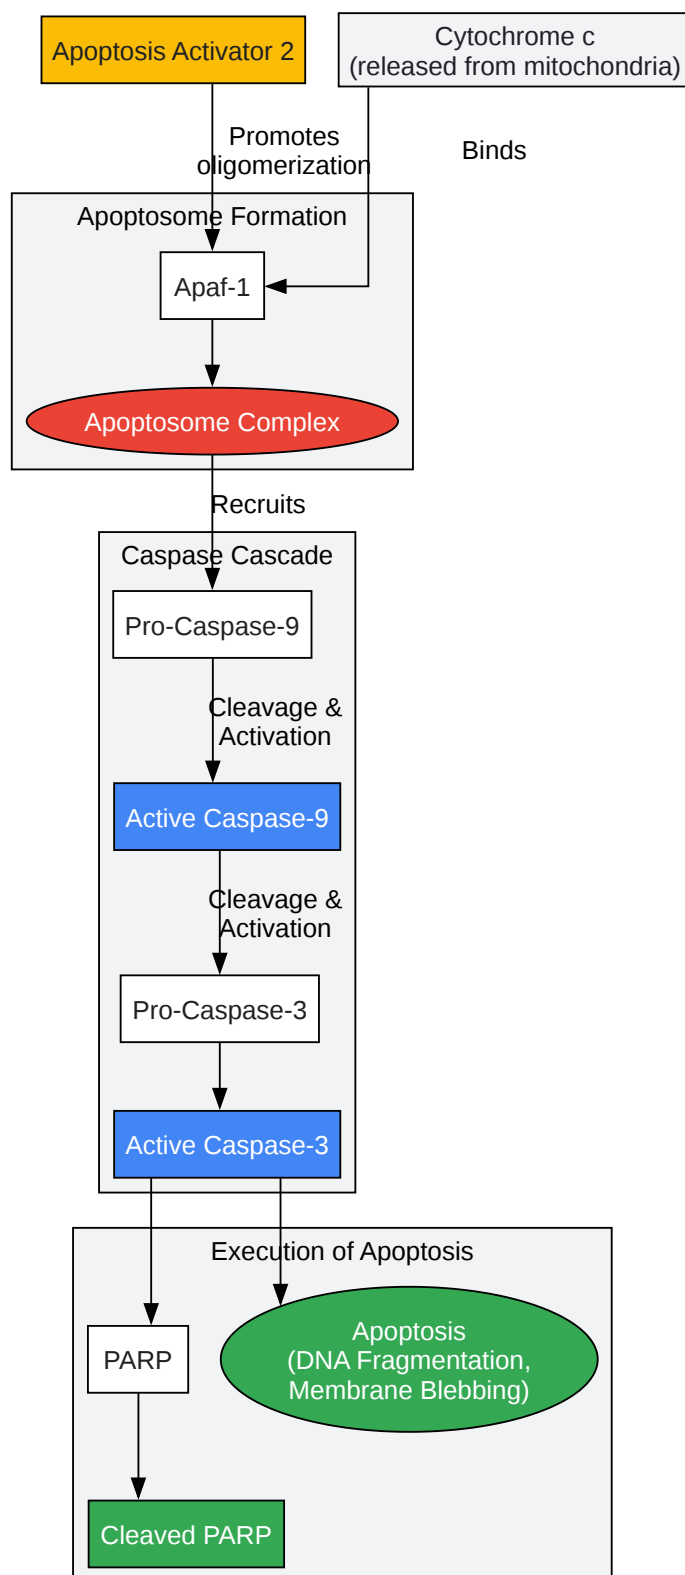 Apoptosis Activator 2
Cytochrome c
(released from mitochondria)
Promotes
oligomerization
Binds
Apoptosome Formation
Apaf-1
Apoptosome Complex
Recruits
Caspase Cascade
Pro-Caspase-9
Cleavage &
Activation
Active Caspase-9
Cleavage &
Activation
Pro-Caspase-3
Active Caspase-3
Execution of Apoptosis
Apoptosis
(DNA Fragmentation,
Membrane Blebbing)
PARP
Cleaved PARP